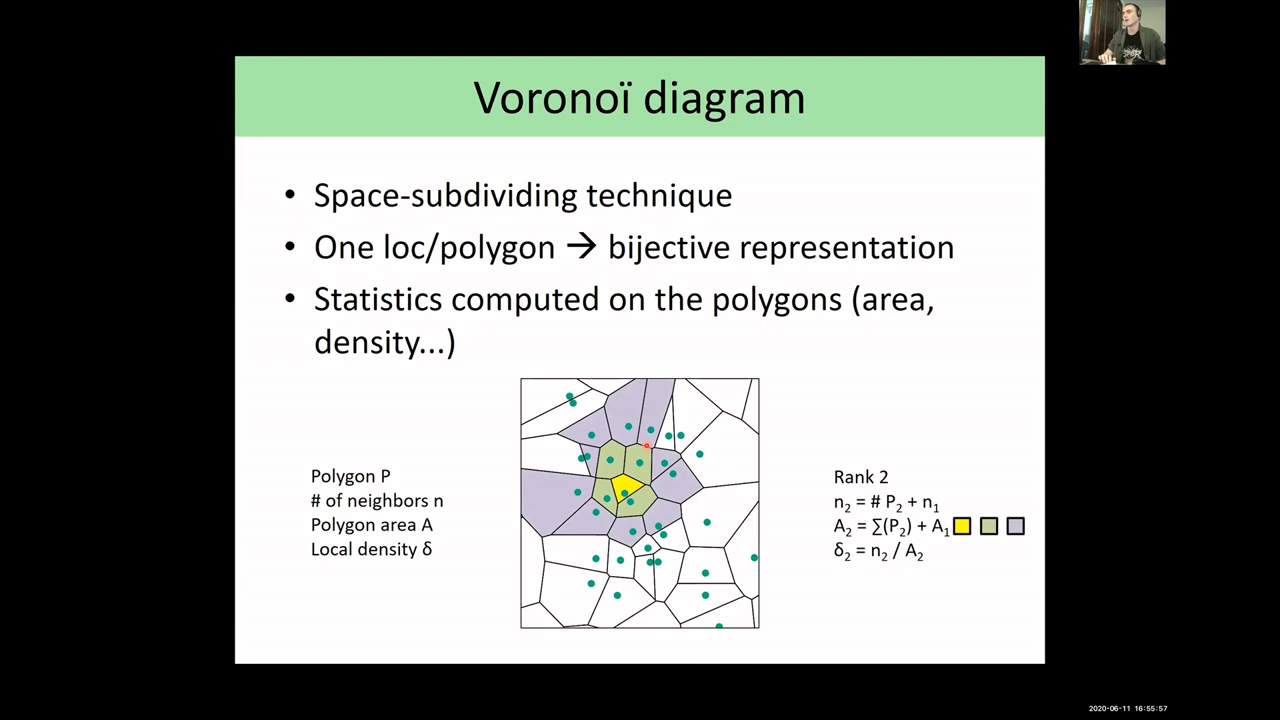 Voronoï diagram
• Space-subdividing technique
• One loc/polygon → bijective representation
• Statistics computed on the polygons (area,
density...)
Polygon P
# of neighbors n
Polygon area A
Local density δ
Rank 2
n₂ = # P₂ + n₁
A₂ = ∑(P₂) + A₁
δ₂ = n₂ / A₂
2020-06-11 16:55:57